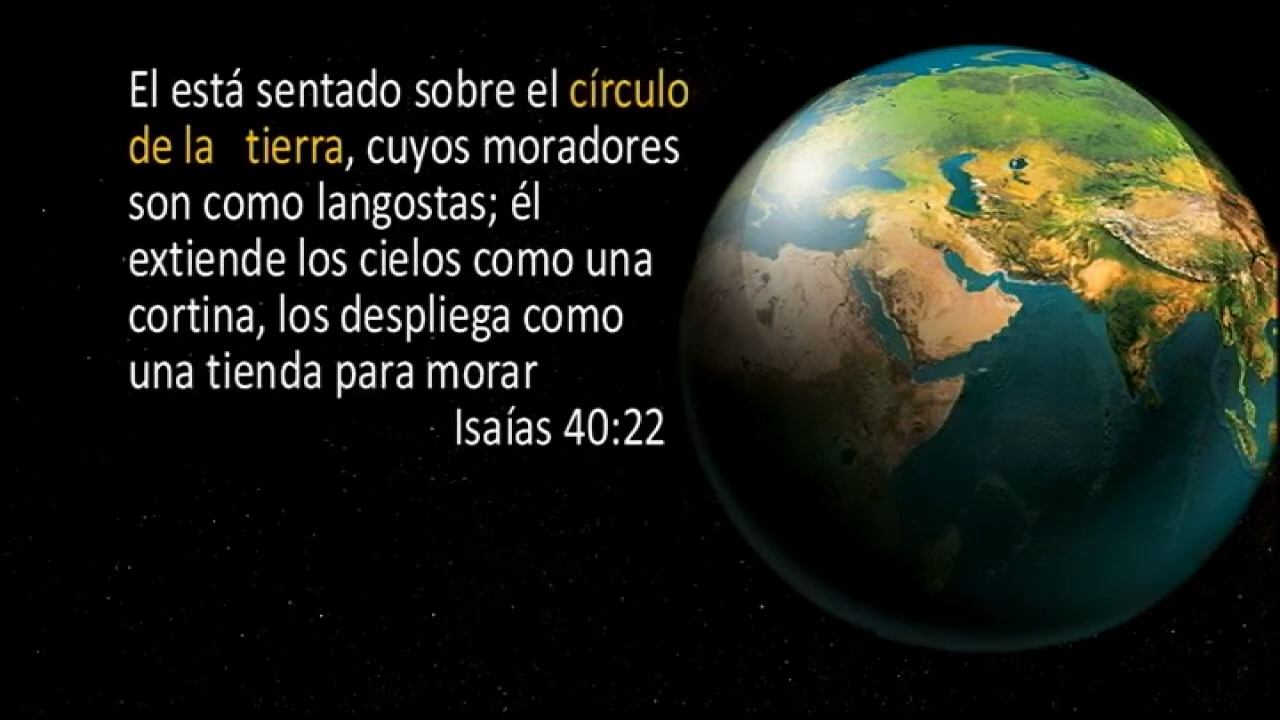 El está sentado sobre el círculo
de la   tierra, cuyos moradores
son como langostas; él
extiende los cielos como una
cortina, los despliega como
una tienda para morar
Isaías 40:22